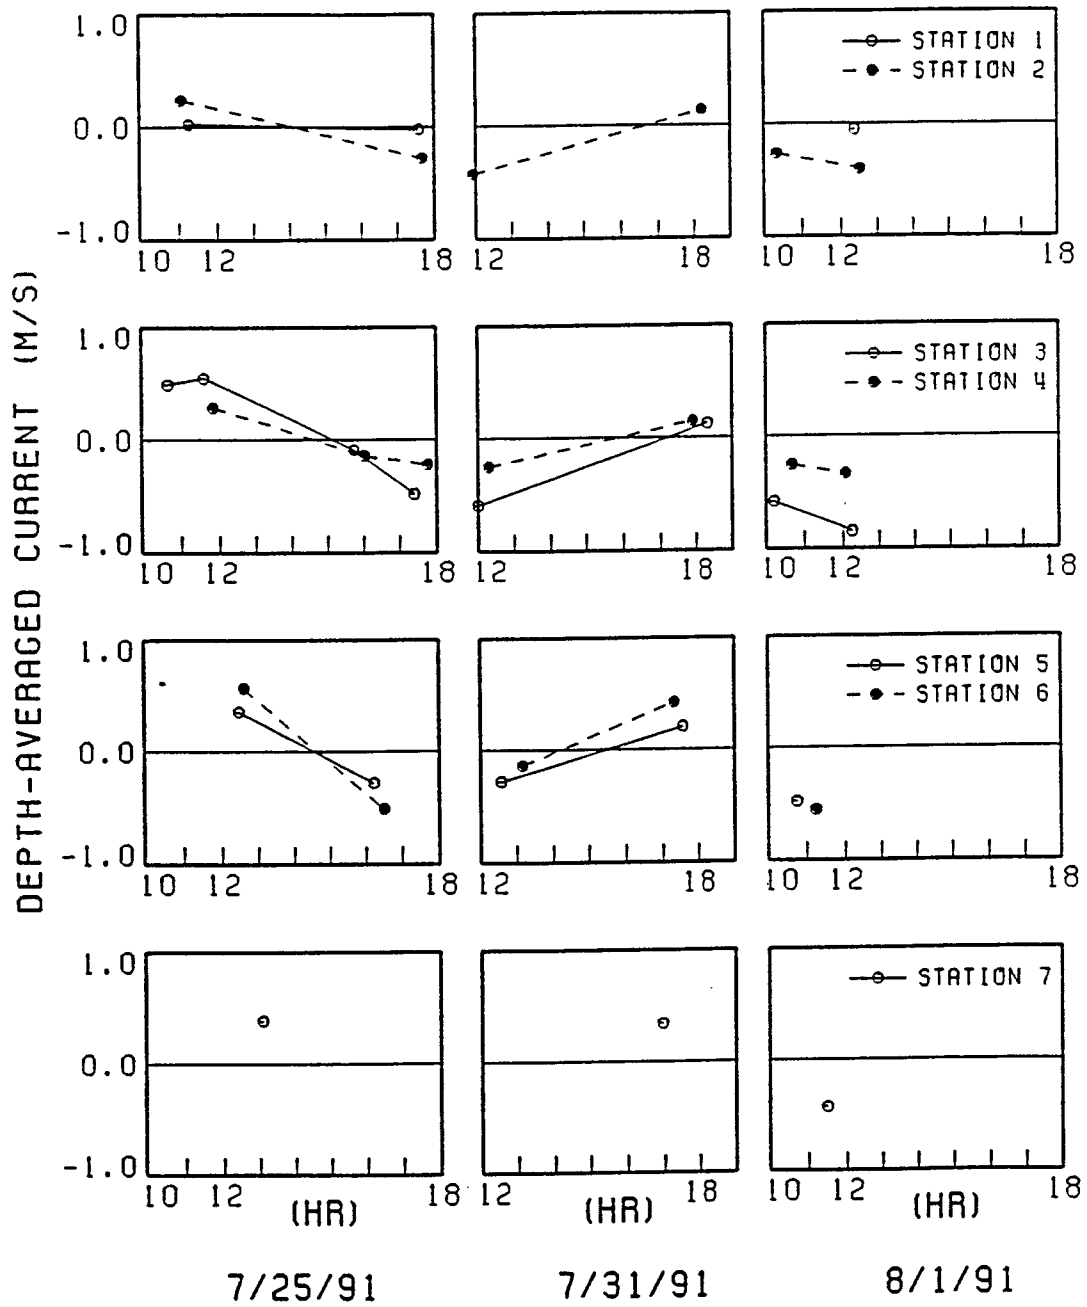 DEPTH-AVERAGED CURRENT (M/S)
1.0
0.0
-1.0
10 12 18
12 18
10 12 18
STATION 1
STATION 2
1.0
0.0
-1.0
10 12 18
12 18
10 12 18
STATION 3
STATION 4
1.0
0.0
-1.0
10 12 18
12 18
10 12 18
STATION 5
STATION 6
1.0
0.0
-1.0
10 12 18
12 18
10 12 18
STATION 7
(HR) (HR) (HR)
7/25/91 7/31/91 8/1/91